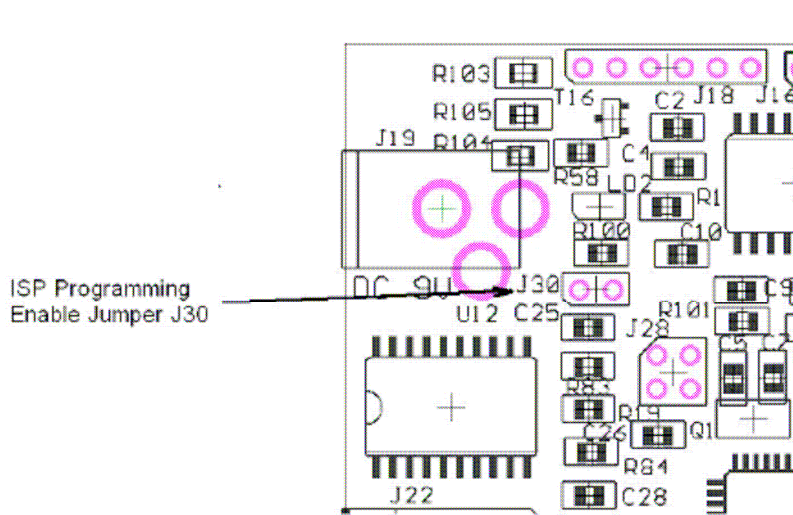 R103
J18
J16
T16
C2
R105
J19
R104
C4
R58
LD2
R1
R100
C10
DC 9V
J30
C9
ISP Programming
Enable Jumper J30
U12
C25
J28
R101
C5
R83
R19
C26
Q1
R84
J22
C28